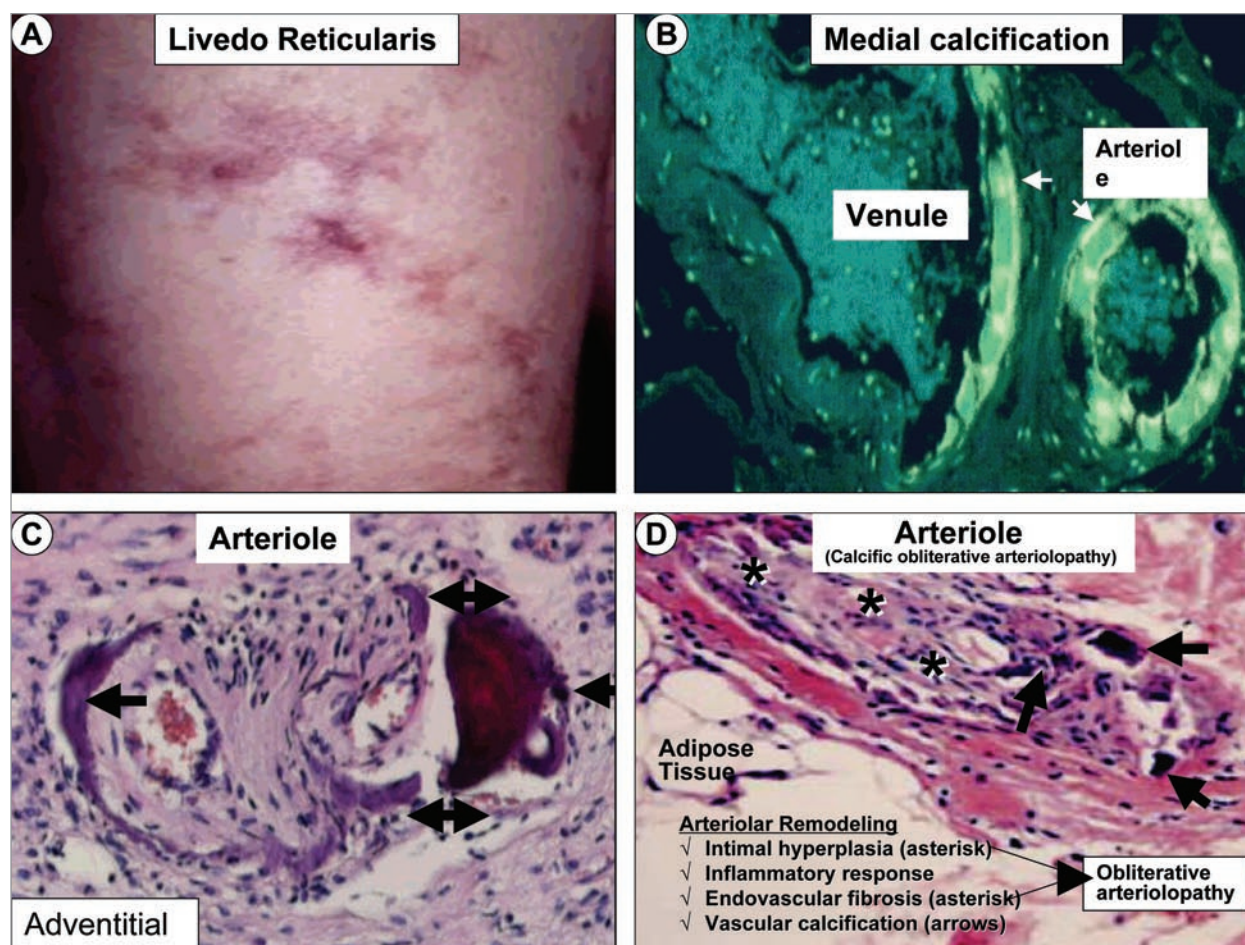 A
Livedo Reticularis
B
Medial calcification
Arteriol
e
Venule
C
Arteriole
Adventitial
D
Arteriole
(Calcific obliterative arteriolopathy)
*
*
*
Adipose
Tissue
Arteriolar Remodeling
√ Intimal hyperplasia (asterisk)
√ Inflammatory response
√ Endovascular fibrosis (asterisk)
√ Vascular calcification (arrows)
Obliterative
arteriolopathy